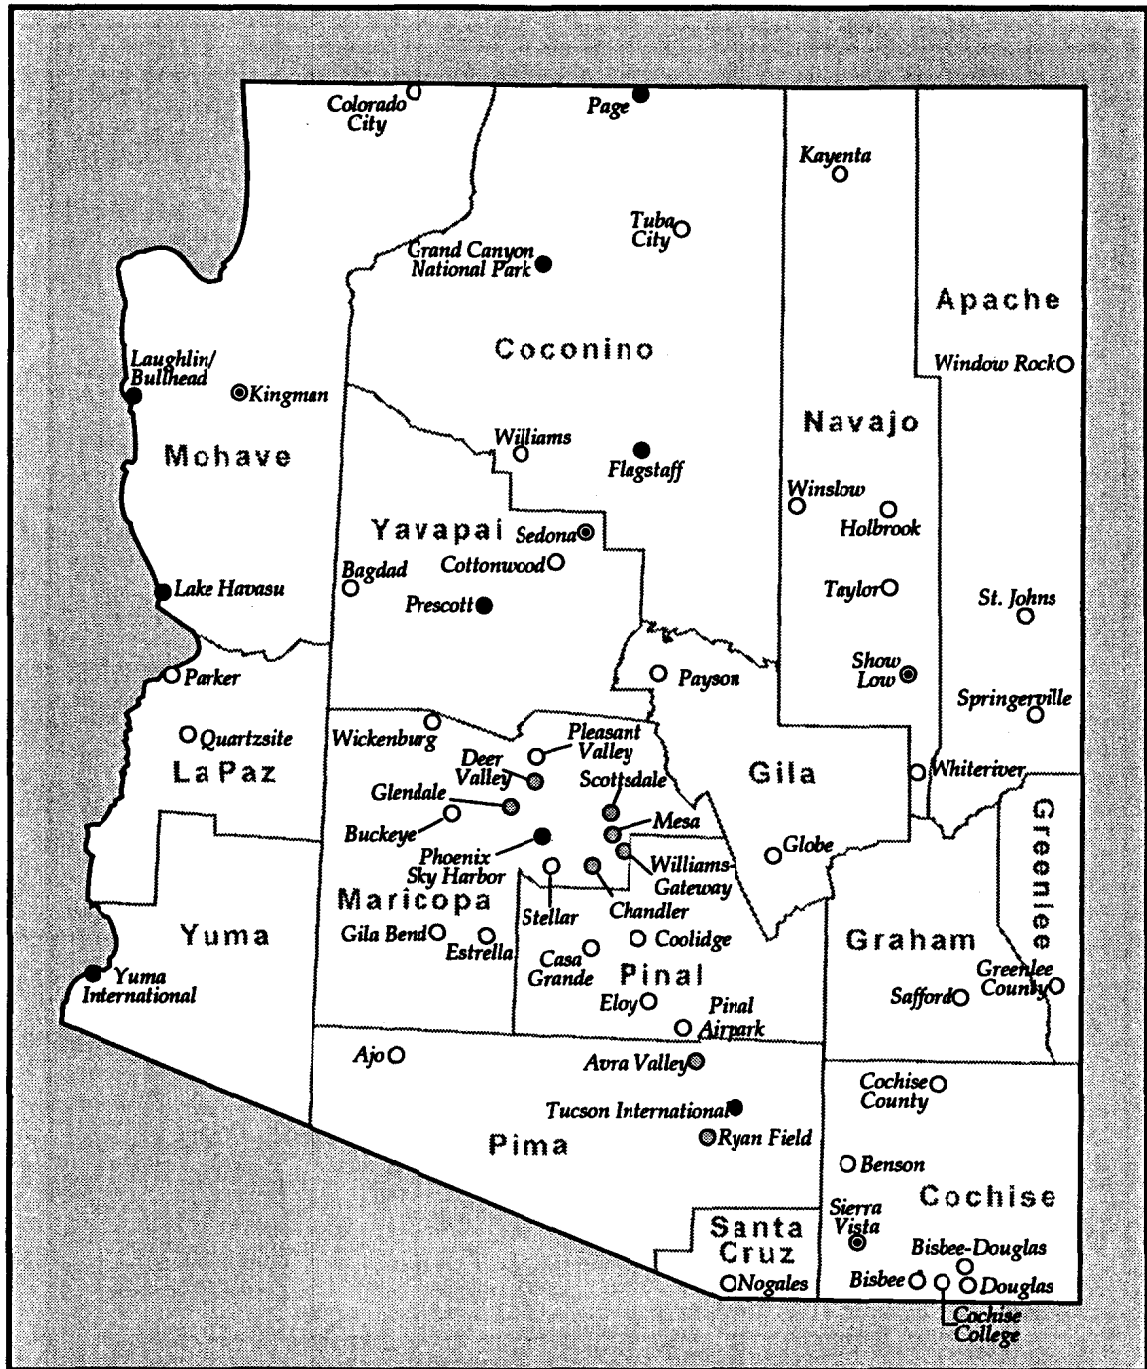 Colorado
City
Page
Kayenta
Tuba
City
Grand Canyon
National Park
Apache
Coconino
Laughlin/
Bullhead
Kingman
Window Rock
Navajo
Mohave
Williams
Flagstaff
Winslow
Holbrook
Yavapai
Sedona
Cottonwood
Bagdad
Lake Havasu
Prescott
Taylor
St. Johns
Parker
Payson
Show
Low
Springerville
Quartzsite
Wickenburg
Pleasant
Valley
Deer
Valley
La Paz
Gila
Whiteriver
Scottsdale
Glendale
Buckeye
Mesa
Greenlee
Phoenix
Sky Harbor
Williams-
Gateway
Globe
Maricopa
Stellar
Chandler
Yuma
Gila Bend
Estrella
Casa
Grande
Coolidge
Graham
Pinal
Yuma
International
Eloy
Safford
Greenlee
County
Pinal
Airpark
Ajo
Avra Valley
Cochise
County
Tucson International
Ryan Field
Pima
Benson
Cochise
Sierra
Vista
Santa
Cruz
Bisbee-Douglas
Nogales
Bisbee
Douglas
Cochise
College